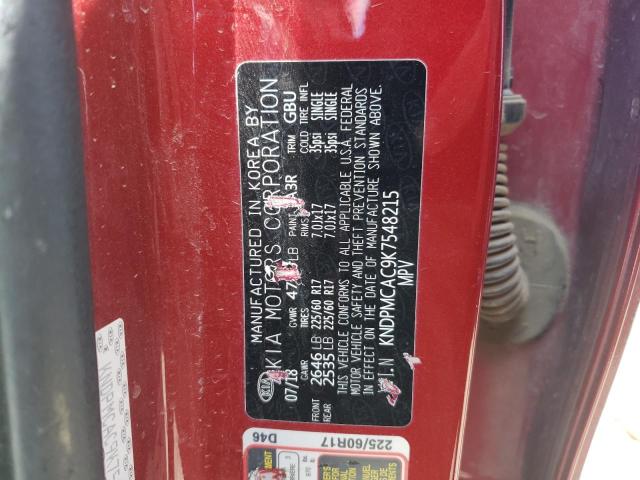 MANUFACTURED IN KOREA BY
KIA MOTORS CORPORATION
07/18 GVWR LB PAINT TRIM GBU
GAWR TIRES RIMS COLD TIRE INFL
FRONT 2646 LB 225/60 R17 7.0Jx17 35psi SINGLE
REAR 2535 LB 225/60 R17 7.0Jx17 35psi SINGLE
THIS VEHICLE CONFORMS TO ALL APPLICABLE U.S.A. FEDERAL
MOTOR VEHICLE SAFETY AND THEFT PREVENTION STANDARDS
IN EFFECT ON THE DATE OF MANUFACTURE SHOWN ABOVE.
KNDPMCAC9K7548215
MPV
KIA
D46
225/60R17